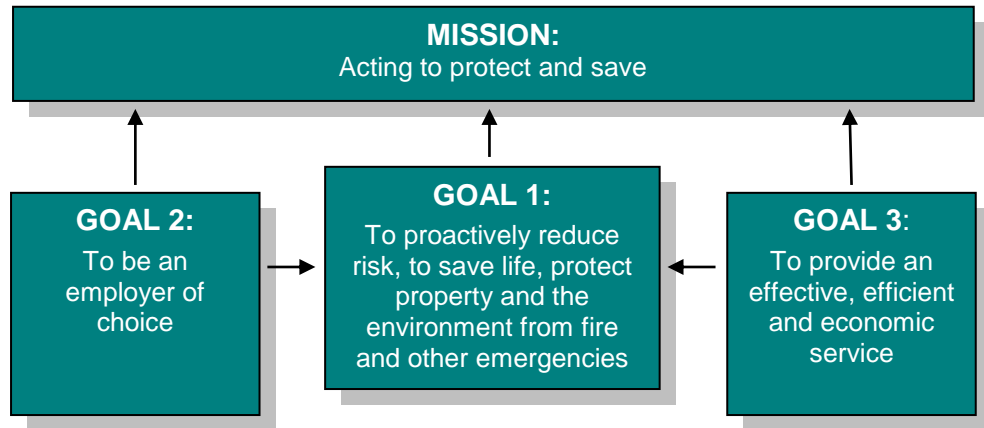 MISSION:
Acting to protect and save
GOAL 2:
To be an
employer of
choice
GOAL 1:
To proactively reduce
risk, to save life, protect
property and the
environment from fire
and other emergencies
GOAL 3:
To provide an
effective, efficient
and economic
service